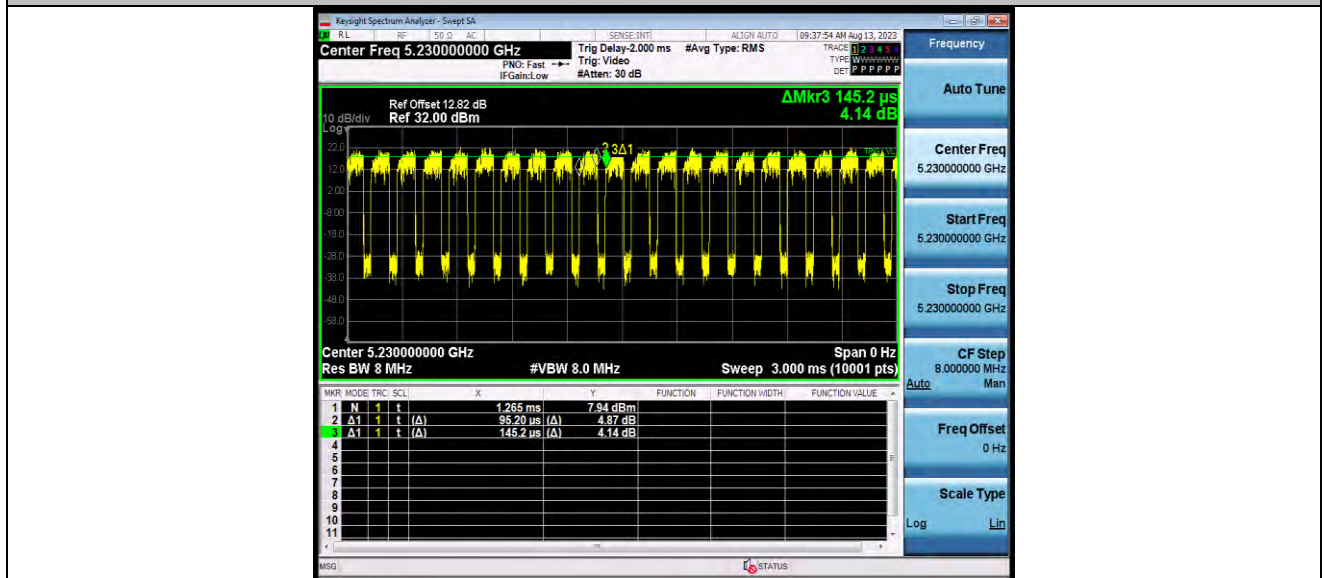 Keysight Spectrum Analyzer - Swept SA
RL RF 50 Ω AC SENSE:INT ALIGN AUTO 09:37:54 AM Aug 13, 2023
Center Freq 5.230000000 GHz
Trig Delay-2.000 ms #Avg Type: RMS
TRACE 1 2 3 4 5 6
PNO: Fast Trig: Video
TYPE W
IFGain:Low #Atten: 30 dB
DET P P P P P P
ΔMkr3 145.2 µs
4.14 dB
Ref Offset 12.82 dB
10 dB/div Ref 32.00 dBm
Log
22.0
12.0
2.00
-8.00
-18.0
-28.0
-38.0
-48.0
-58.0
2 3Δ1
TRIG LVL
Center 5.230000000 GHz Span 0 Hz
Res BW 8 MHz #VBW 8.0 MHz Sweep 3.000 ms (10001 pts)
MKR MODE TRC SCL X Y FUNCTION FUNCTION WIDTH FUNCTION VALUE
1 N 1 t 1.265 ms 7.94 dBm
2 Δ1 1 t (Δ) 95.20 µs (Δ) 4.87 dB
3 Δ1 1 t (Δ) 145.2 µs (Δ) 4.14 dB
4
5
6
7
8
9
10
11
MSG STATUS
Frequency
Auto Tune
Center Freq
5.230000000 GHz
Start Freq
5.230000000 GHz
Stop Freq
5.230000000 GHz
CF Step
8.000000 MHz
Auto Man
Freq Offset
0 Hz
Scale Type
Log Lin